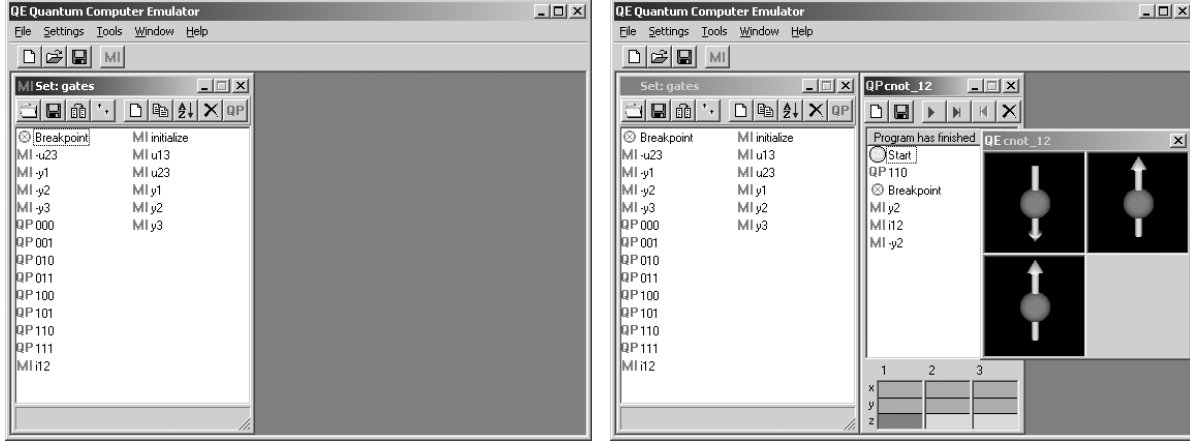 QE Quantum Computer Emulator
File Settings Tools Window Help
MI
MI Set: gates
QP
Breakpoint MI initialize
MI -u23 MI u13
MI -y1 MI u23
MI -y2 MI y1
MI -y3 MI y2
QP 000 MI y3
QP 001
QP 010
QP 011
QP 100
QP 101
QP 110
QP 111
MI i12
QE Quantum Computer Emulator
File Settings Tools Window Help
MI
Set: gates
QP
Breakpoint MI initialize
MI -u23 MI u13
MI -y1 MI u23
MI -y2 MI y1
MI -y3 MI y2
QP 000 MI y3
QP 001
QP 010
QP 011
QP 100
QP 101
QP 110
QP 111
MI i12
QP cnot_12
Program has finished
Start
QP 110
Breakpoint
MI y2
MI i12
MI -y2
QE cnot_12
1 2 3
x
y
z